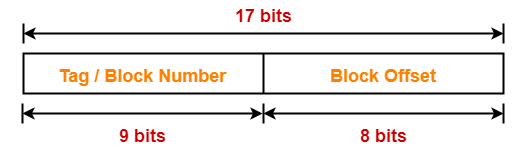 17 bits
Tag / Block Number
Block Offset
9 bits
8 bits